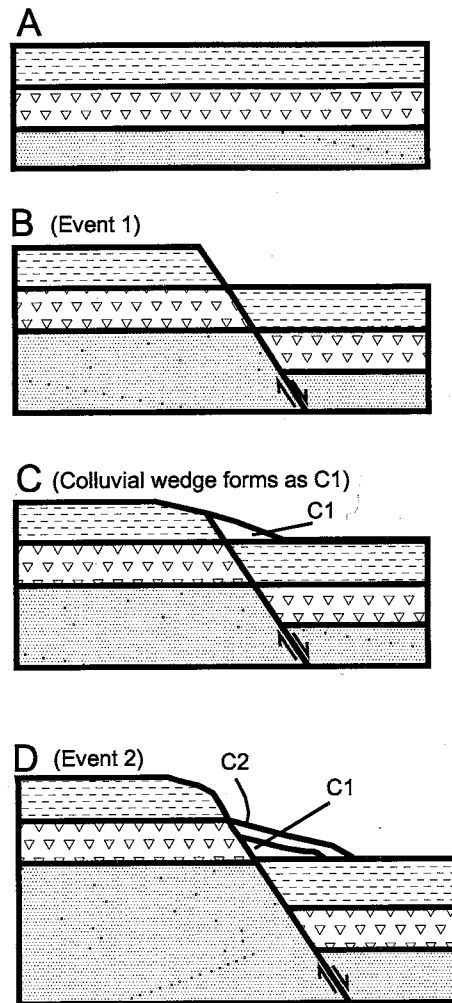 A
B (Event 1)
C (Colluvial wedge forms as C1)
C1
D (Event 2)
C2
C1